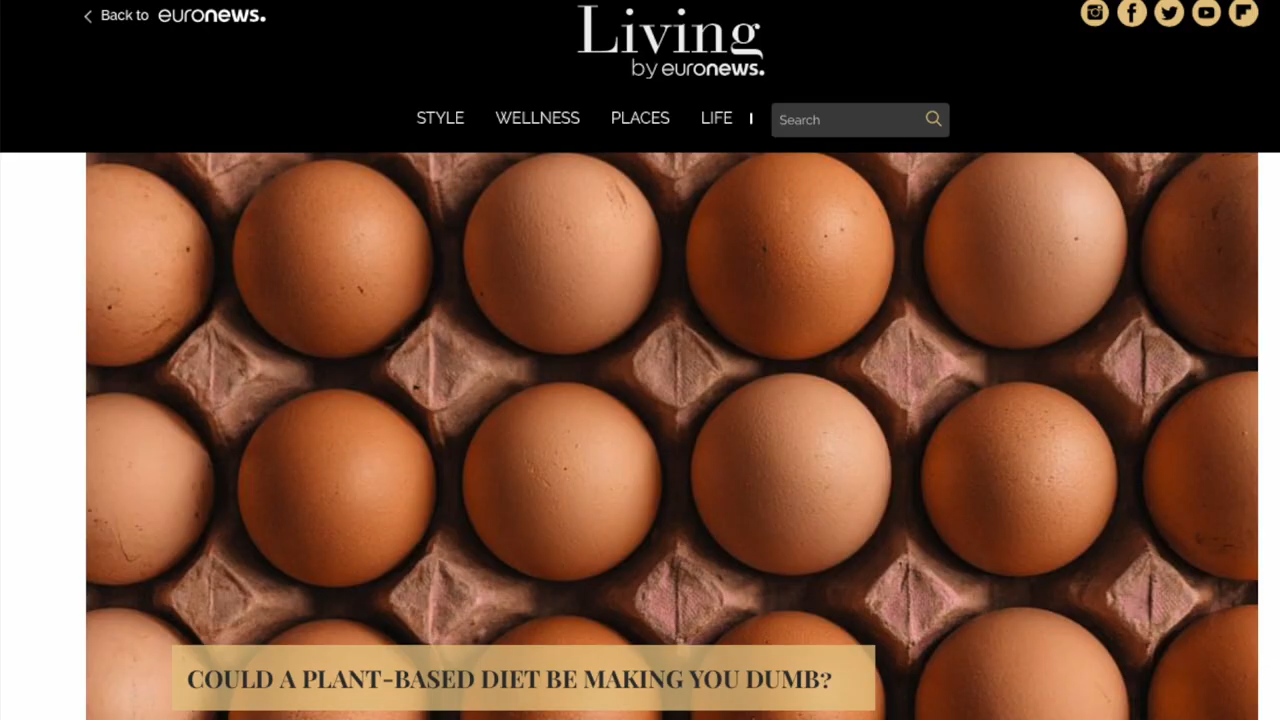 Back to euronews.
Living
by euronews.
STYLE WELLNESS PLACES LIFE Search
COULD A PLANT-BASED DIET BE MAKING YOU DUMB?